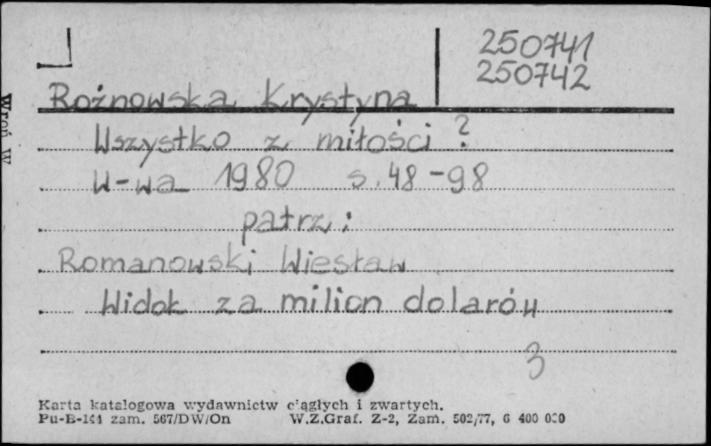 250741
250742
Rożnowska Krystyna
Wszystko z miłości?
W-wa 1980 s. 48-98
patrz:
Romanowski Wiesław
Widok za milion dolarów
3
Karta katalogowa wydawnictw ciągłych i zwartych.
Pu-B-141 zam. 567/DW/On W.Z.Graf. Z-2, Zam. 502/77, 6 400 000